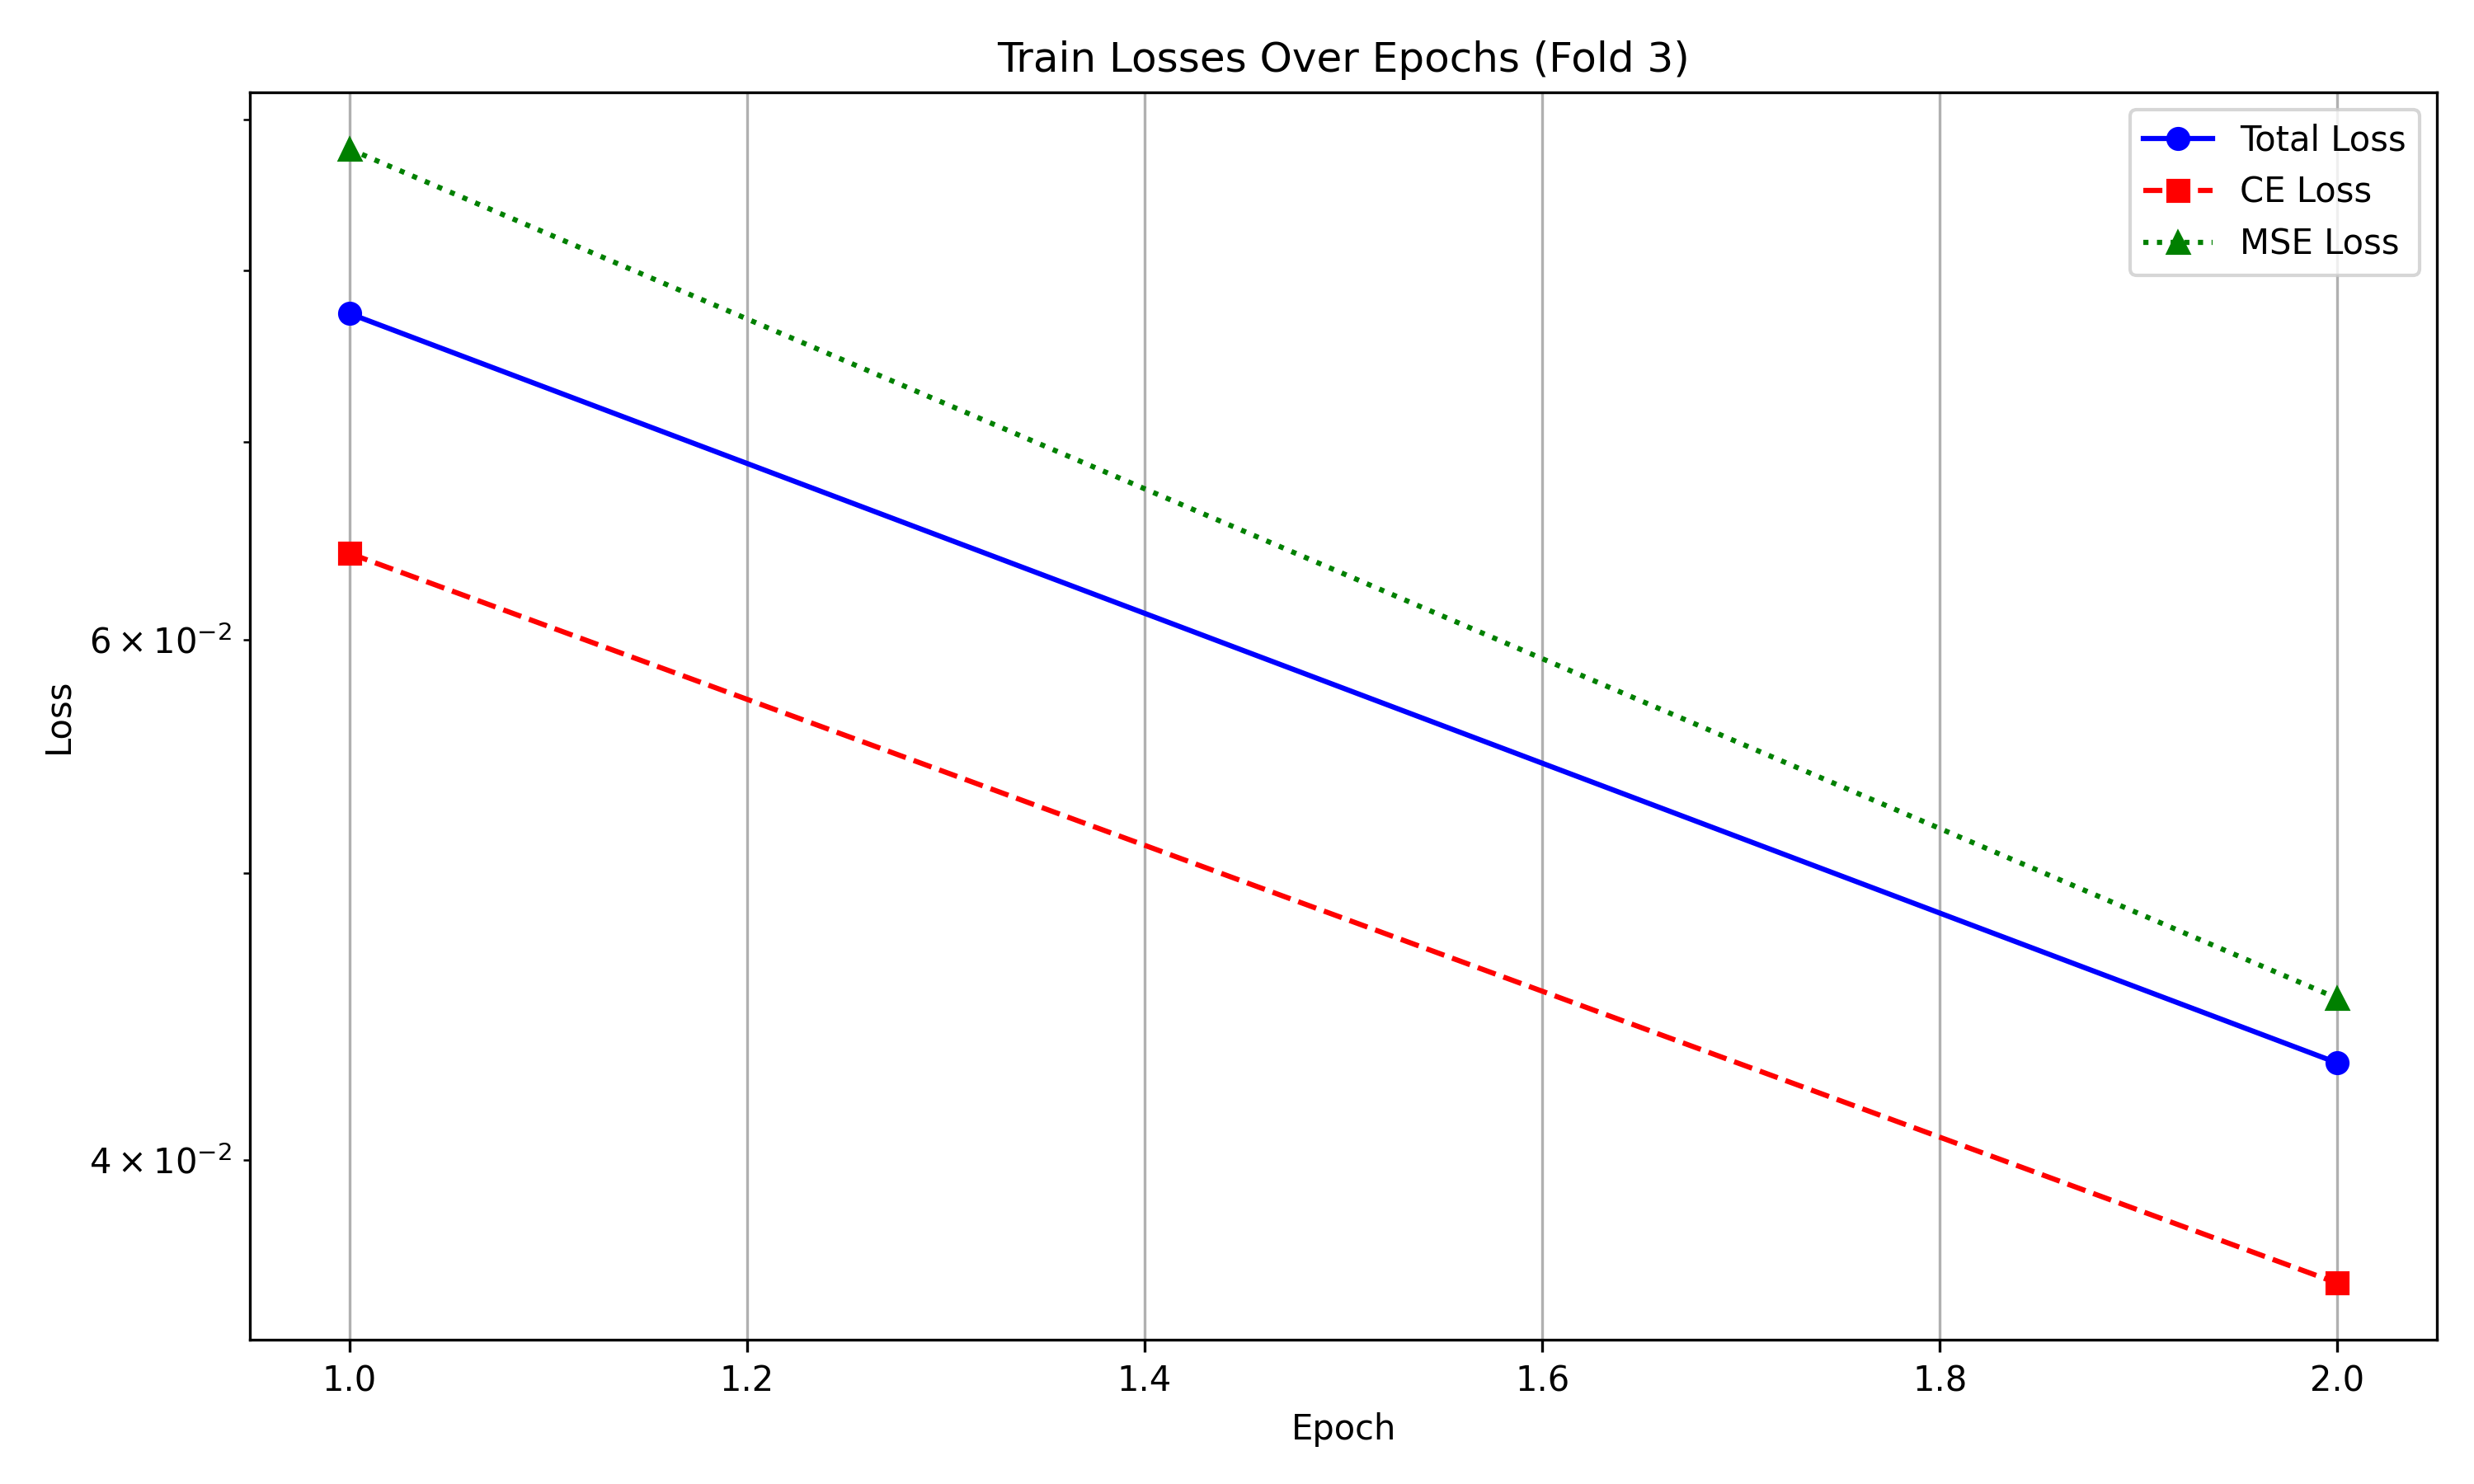 Train Losses Over Epochs (Fold 3)
Total Loss
CE Loss
MSE Loss
6 × 10⁻²
Loss
4 × 10⁻²
1.0 1.2 1.4 1.6 1.8 2.0
Epoch